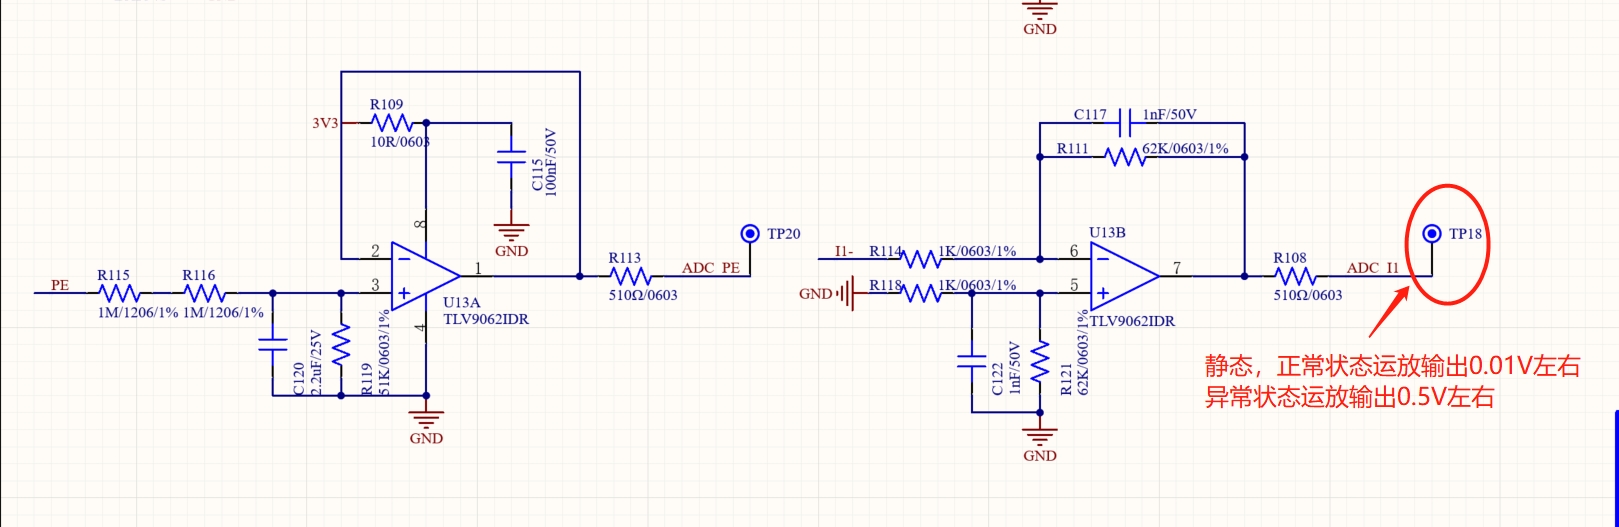 GND
R109
3V3
10R/0603
C115
100nF/50V
GND
8
2
1
3
4
U13A
TLV9062IDR
PE
R115
1M/1206/1%
R116
1M/1206/1%
C120
2.2uF/25V
R119
51K/0603/1%
GND
R113
510Ω/0603
ADC_PE
TP20
C117
1nF/50V
R111
62K/0603/1%
U13B
I1-
R114
1K/0603/1%
6
GND
R118
1K/0603/1%
5
7
TLV9062IDR
C122
1nF/50V
R121
62K/0603/1%
GND
R108
510Ω/0603
ADC_I1
TP18
静态，正常状态运放输出0.01V左右
异常状态运放输出0.5V左右